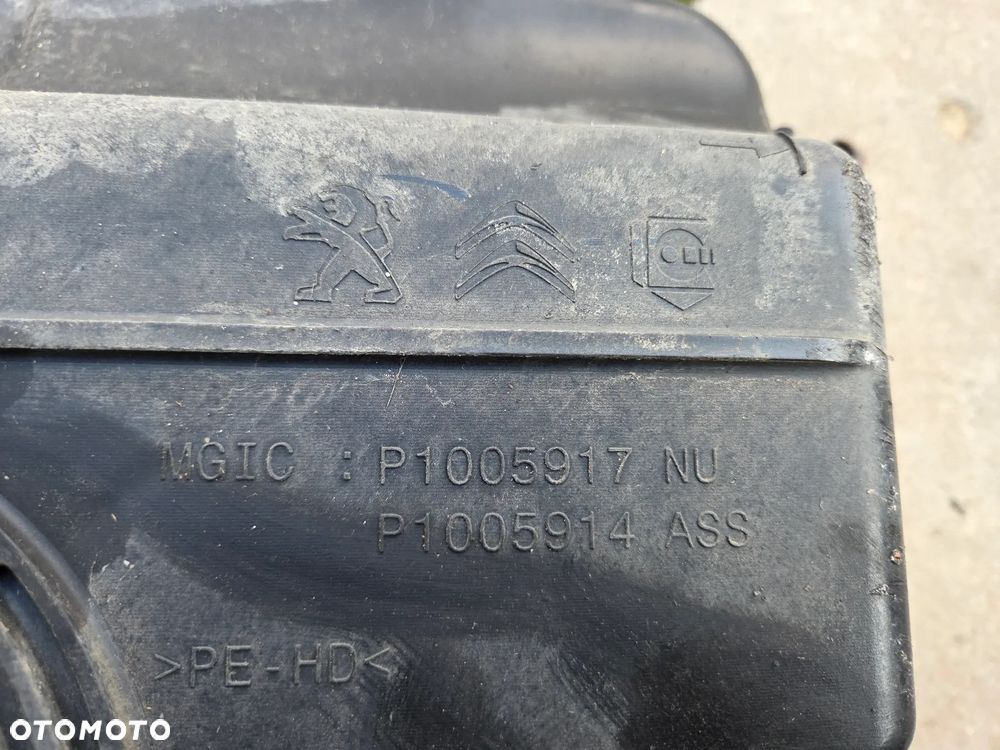 MGIC : P1005917 NU
P1005914 ASS
>PE-HD<
OTOMOTO